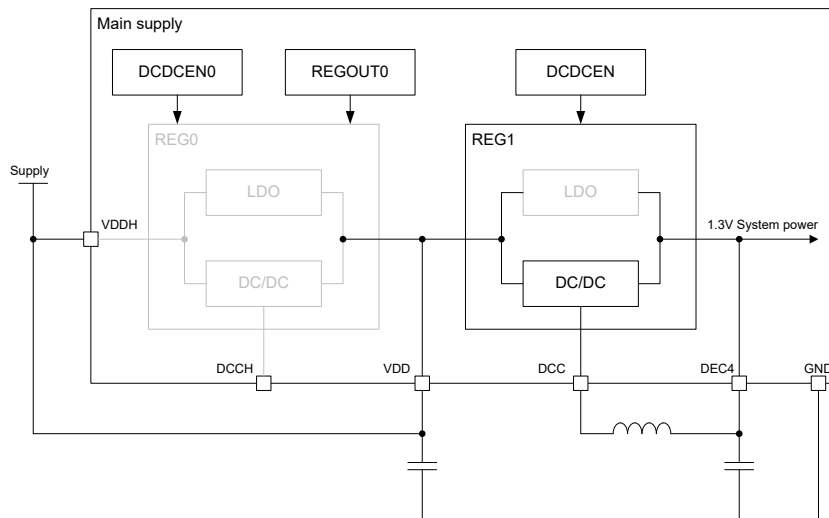 Main supply
DCDCEN0
REGOUT0
DCDCEN
REG0
REG1
Supply
LDO
LDO
VDDH
1.3V System power
DC/DC
DC/DC
DCCH
VDD
DCC
DEC4
GND